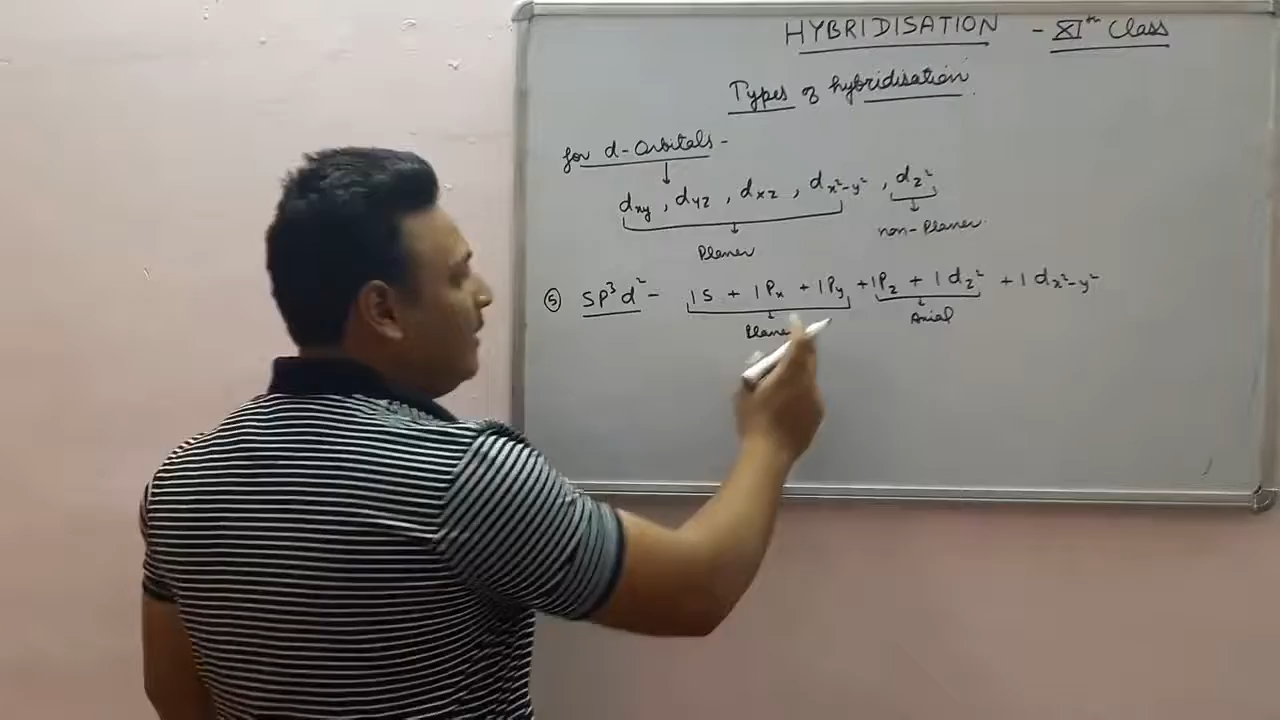 HYBRIDISATION - XIth Class
Types of hybridisation
for d-Orbitals-
dxy, dyz, dxz, dx²-y², dz²
Planer
non-Planer
⑤ SP³d² - 1S + 1Px + 1Py + 1Pz + 1dz² + 1dx²-y²
Axial